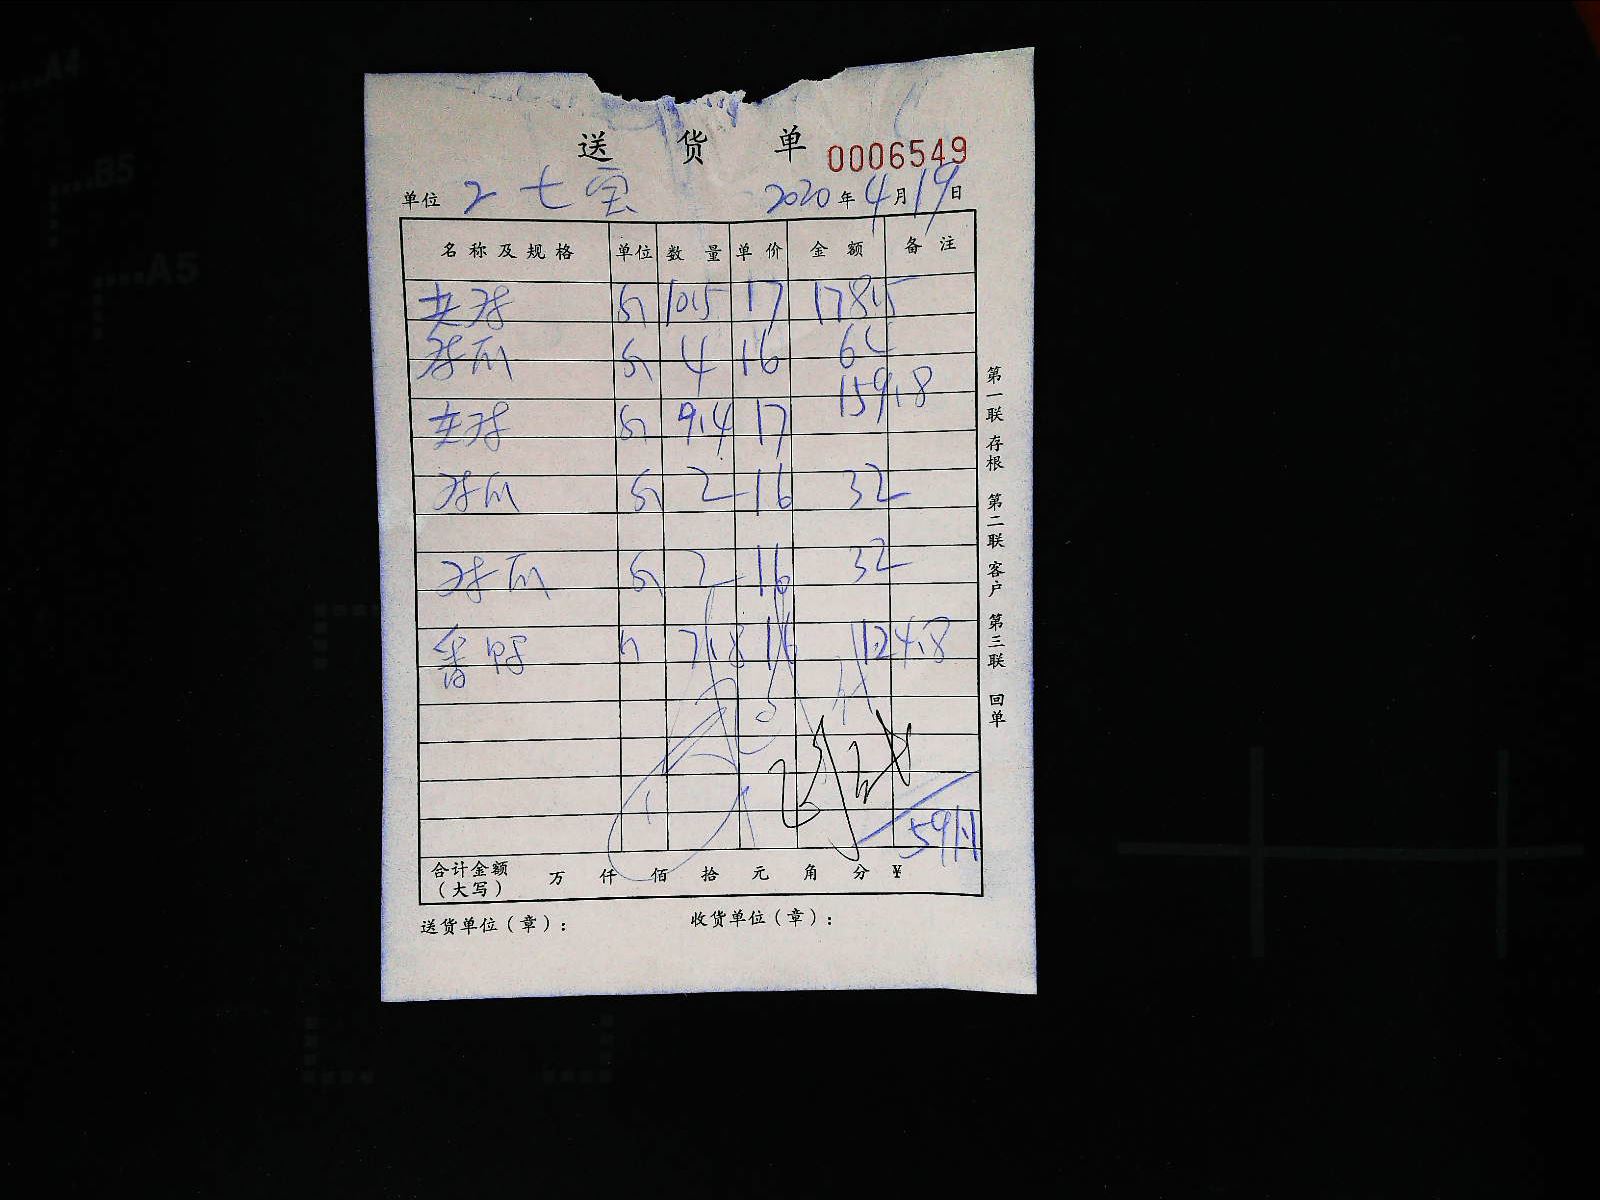 送货单 0006549
单位 2七宝 2020年4月19日
名称及规格 单位 数量 单价 金额 备注
斤 10.5 17 178.5
斤 4 16 64
斤 9.4 17 159.8
斤 2 16 32
斤 2 16 32
斤 7.8 16 124.8
591.1
合计金额（大写） 万 仟 佰 拾 元 角 分 ¥
送货单位（章）： 收货单位（章）：
第一联 存根 第二联 客户 第三联 回单